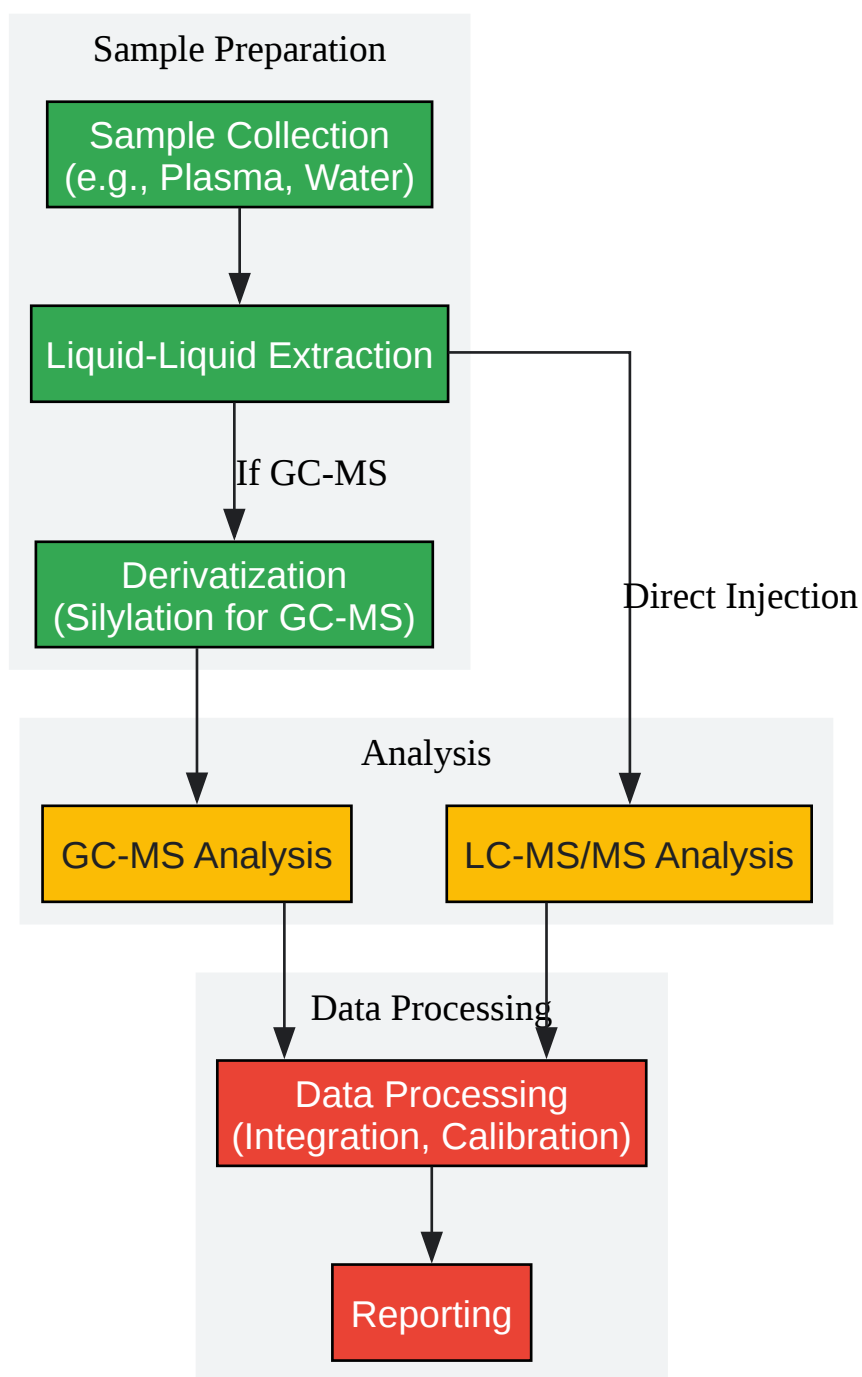 Sample Preparation
Sample Collection
(e.g., Plasma, Water)
Liquid-Liquid Extraction
If GC-MS
Derivatization
(Silylation for GC-MS)
Direct Injection
Analysis
GC-MS Analysis
LC-MS/MS Analysis
Data Processing
Data Processing
(Integration, Calibration)
Reporting